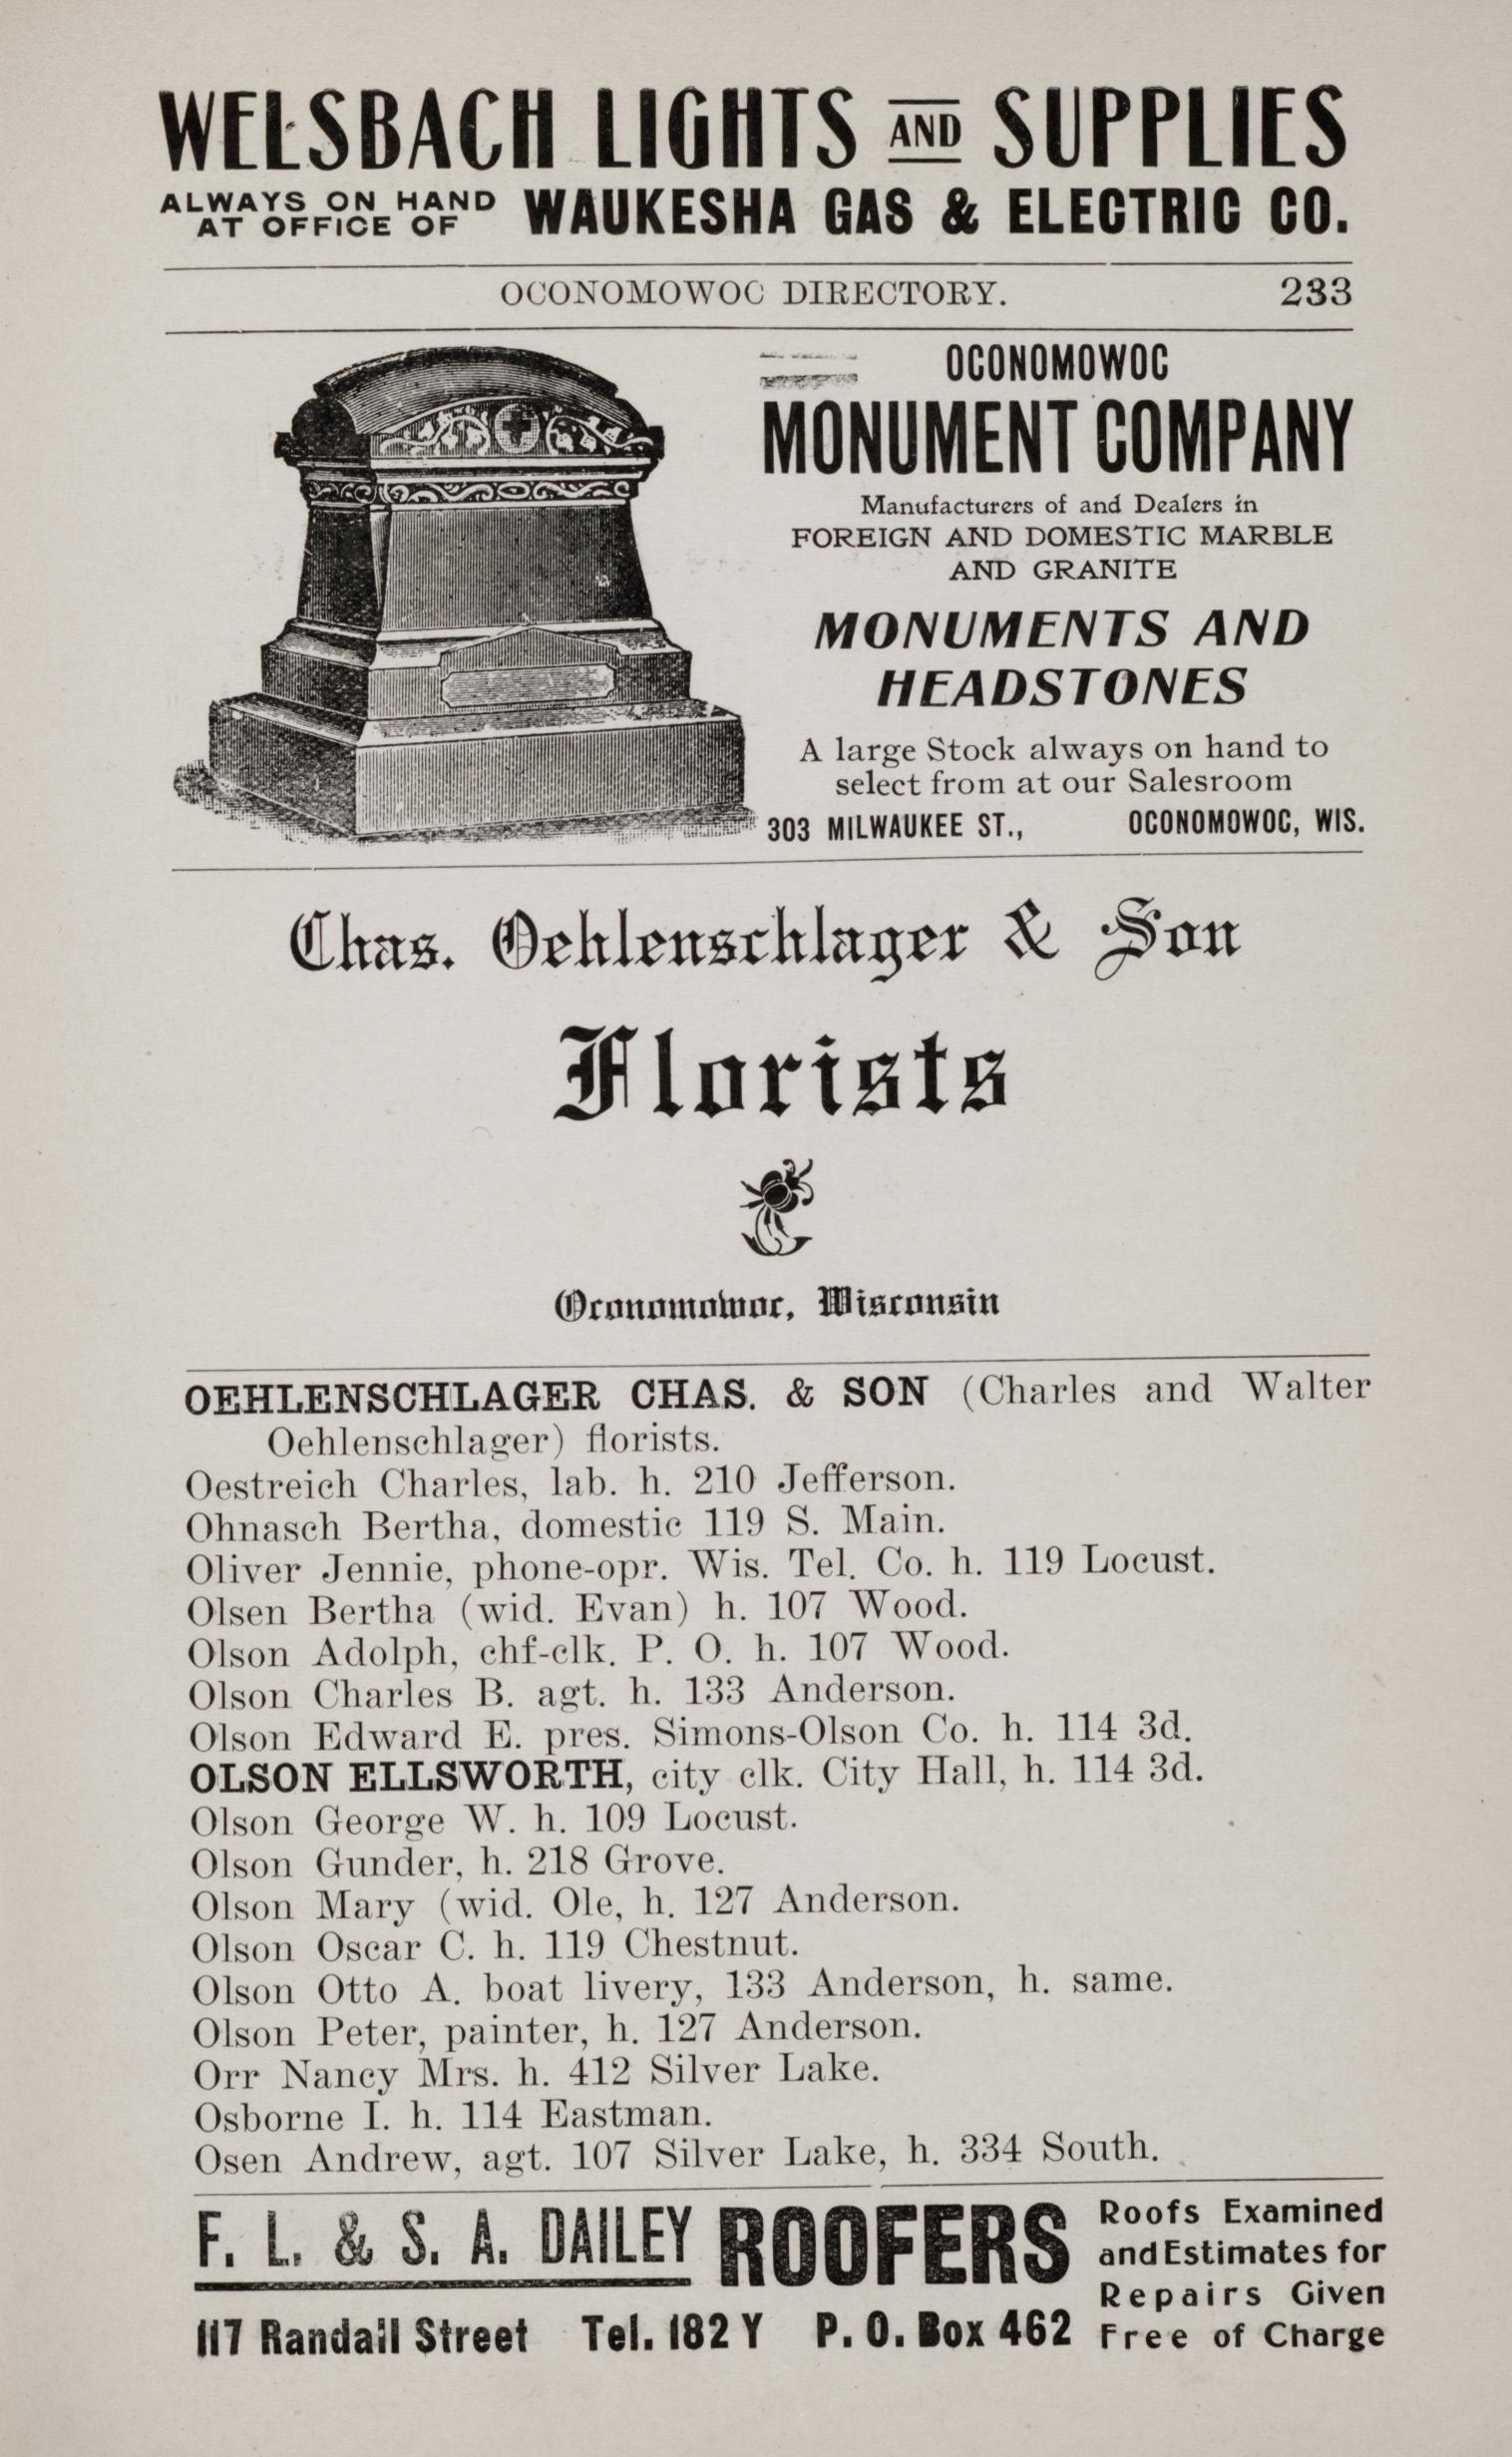 WELSBACH LIGHTS AND SUPPLIES
ALWAYS ON HAND
AT OFFICE OF
WAUKESHA GAS & ELECTRIC CO.
OCONOMOWOC DIRECTORY. 233
OCONOMOWOC
MONUMENT COMPANY
Manufacturers of and Dealers in
FOREIGN AND DOMESTIC MARBLE
AND GRANITE
MONUMENTS AND
HEADSTONES
A large Stock always on hand to
select from at our Salesroom
303 MILWAUKEE ST., OCONOMOWOC, WIS.
Chas. Oehlenschlager & Son
Florists
Oconomowoc, Wisconsin
OEHLENSCHLAGER CHAS. & SON (Charles and Walter
Oehlenschlager) florists.
Oestreich Charles, lab. h. 210 Jefferson.
Ohnasch Bertha, domestic 119 S. Main.
Oliver Jennie, phone-opr. Wis. Tel. Co. h. 119 Locust.
Olsen Bertha (wid. Evan) h. 107 Wood.
Olson Adolph, chf-clk. P. O. h. 107 Wood.
Olson Charles B. agt. h. 133 Anderson.
Olson Edward E. pres. Simons-Olson Co. h. 114 3d.
OLSON ELLSWORTH, city clk. City Hall, h. 114 3d.
Olson George W. h. 109 Locust.
Olson Gunder, h. 218 Grove.
Olson Mary (wid. Ole, h. 127 Anderson.
Olson Oscar C. h. 119 Chestnut.
Olson Otto A. boat livery, 133 Anderson, h. same.
Olson Peter, painter, h. 127 Anderson.
Orr Nancy Mrs. h. 412 Silver Lake.
Osborne I. h. 114 Eastman.
Osen Andrew, agt. 107 Silver Lake, h. 334 South.
F. L. & S. A. DAILEY ROOFERS
117 Randall Street Tel. 182 Y P. O. Box 462
Roofs Examined
and Estimates for
Repairs Given
Free of Charge